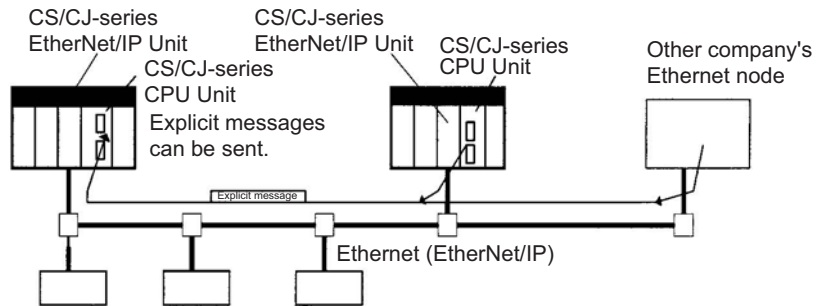 CS/CJ-series
EtherNet/IP Unit
CS/CJ-series
CPU Unit
Explicit messages
can be sent.
CS/CJ-series
EtherNet/IP Unit
CS/CJ-series
CPU Unit
Other company's
Ethernet node
Explicit message
Ethernet (EtherNet/IP)